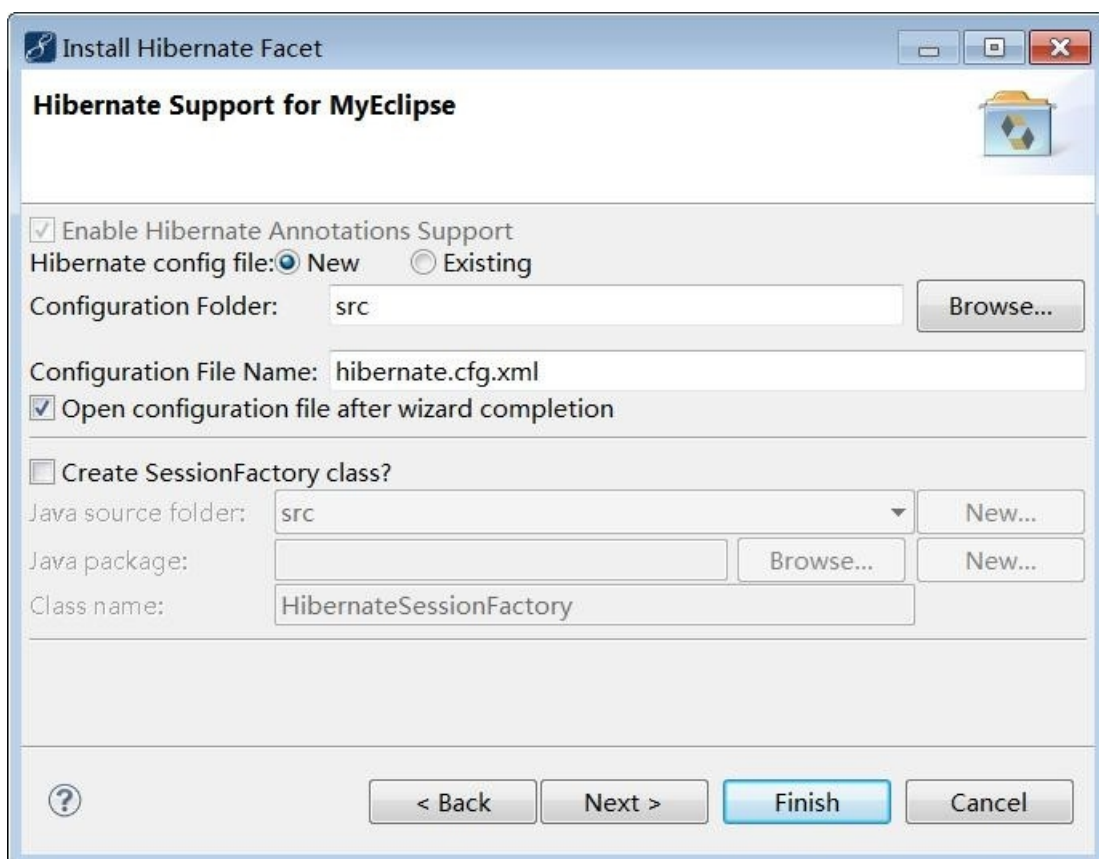 Install Hibernate Facet
Hibernate Support for MyEclipse
Enable Hibernate Annotations Support
Hibernate config file: New Existing
Configuration Folder: src Browse...
Configuration File Name: hibernate.cfg.xml
Open configuration file after wizard completion
Create SessionFactory class?
Java source folder: src New...
Java package: Browse... New...
Class name: HibernateSessionFactory
? < Back Next > Finish Cancel